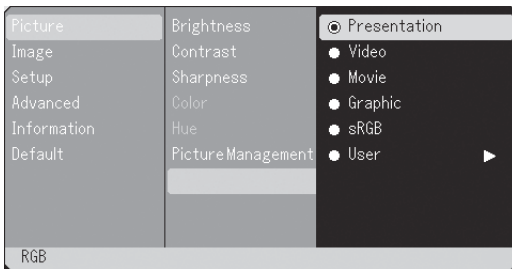 Picture
Image
Setup
Advanced
Information
Default
Brightness
Contrast
Sharpness
Color
Hue
Picture Management
Presentation
Video
Movie
Graphic
sRGB
User
RGB